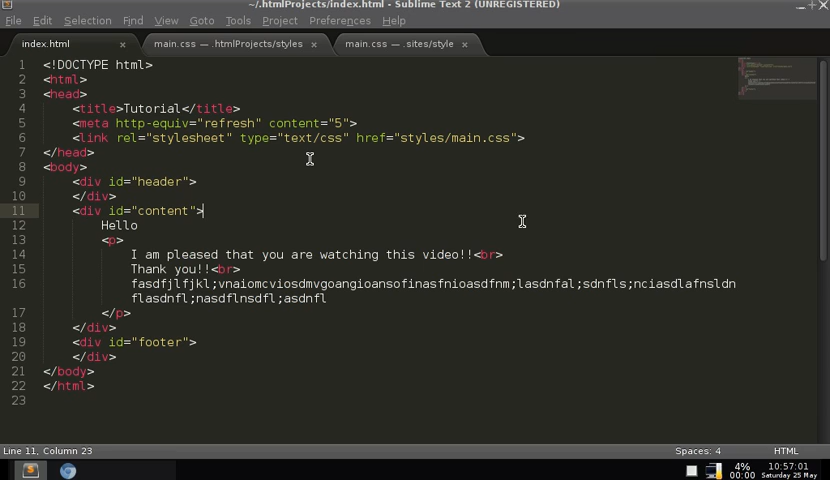 ~/.htmlProjects/index.html - Sublime Text 2 (UNREGISTERED)
File Edit Selection Find View Goto Tools Project Preferences Help
index.html × main.css — .htmlProjects/styles × main.css — .sites/style ×
1 <!DOCTYPE html>
2 <html>
3 <head>
4 <title>Tutorial</title>
5 <meta http-equiv="refresh" content="5">
6 <link rel="stylesheet" type="text/css" href="styles/main.css">
7 </head>
8 <body>
9 <div id="header">
10 </div>
11 <div id="content">
12 Hello
13 <p>
14 I am pleased that you are watching this video!!<br>
15 Thank you!!<br>
16 fasdfjlfjkl;vnaiomcviosdmvgoangioansofinasfnioasdfnm;lasdnfal;sdnfls;nciasdlafnsldn
flasdnfl;nasdflnsdfl;asdnfl
17 </p>
18 </div>
19 <div id="footer">
20 </div>
21 </body>
22 </html>
23
Line 11, Column 23 Spaces: 4 HTML
4% 10:57:01
00:00 Saturday 25 May